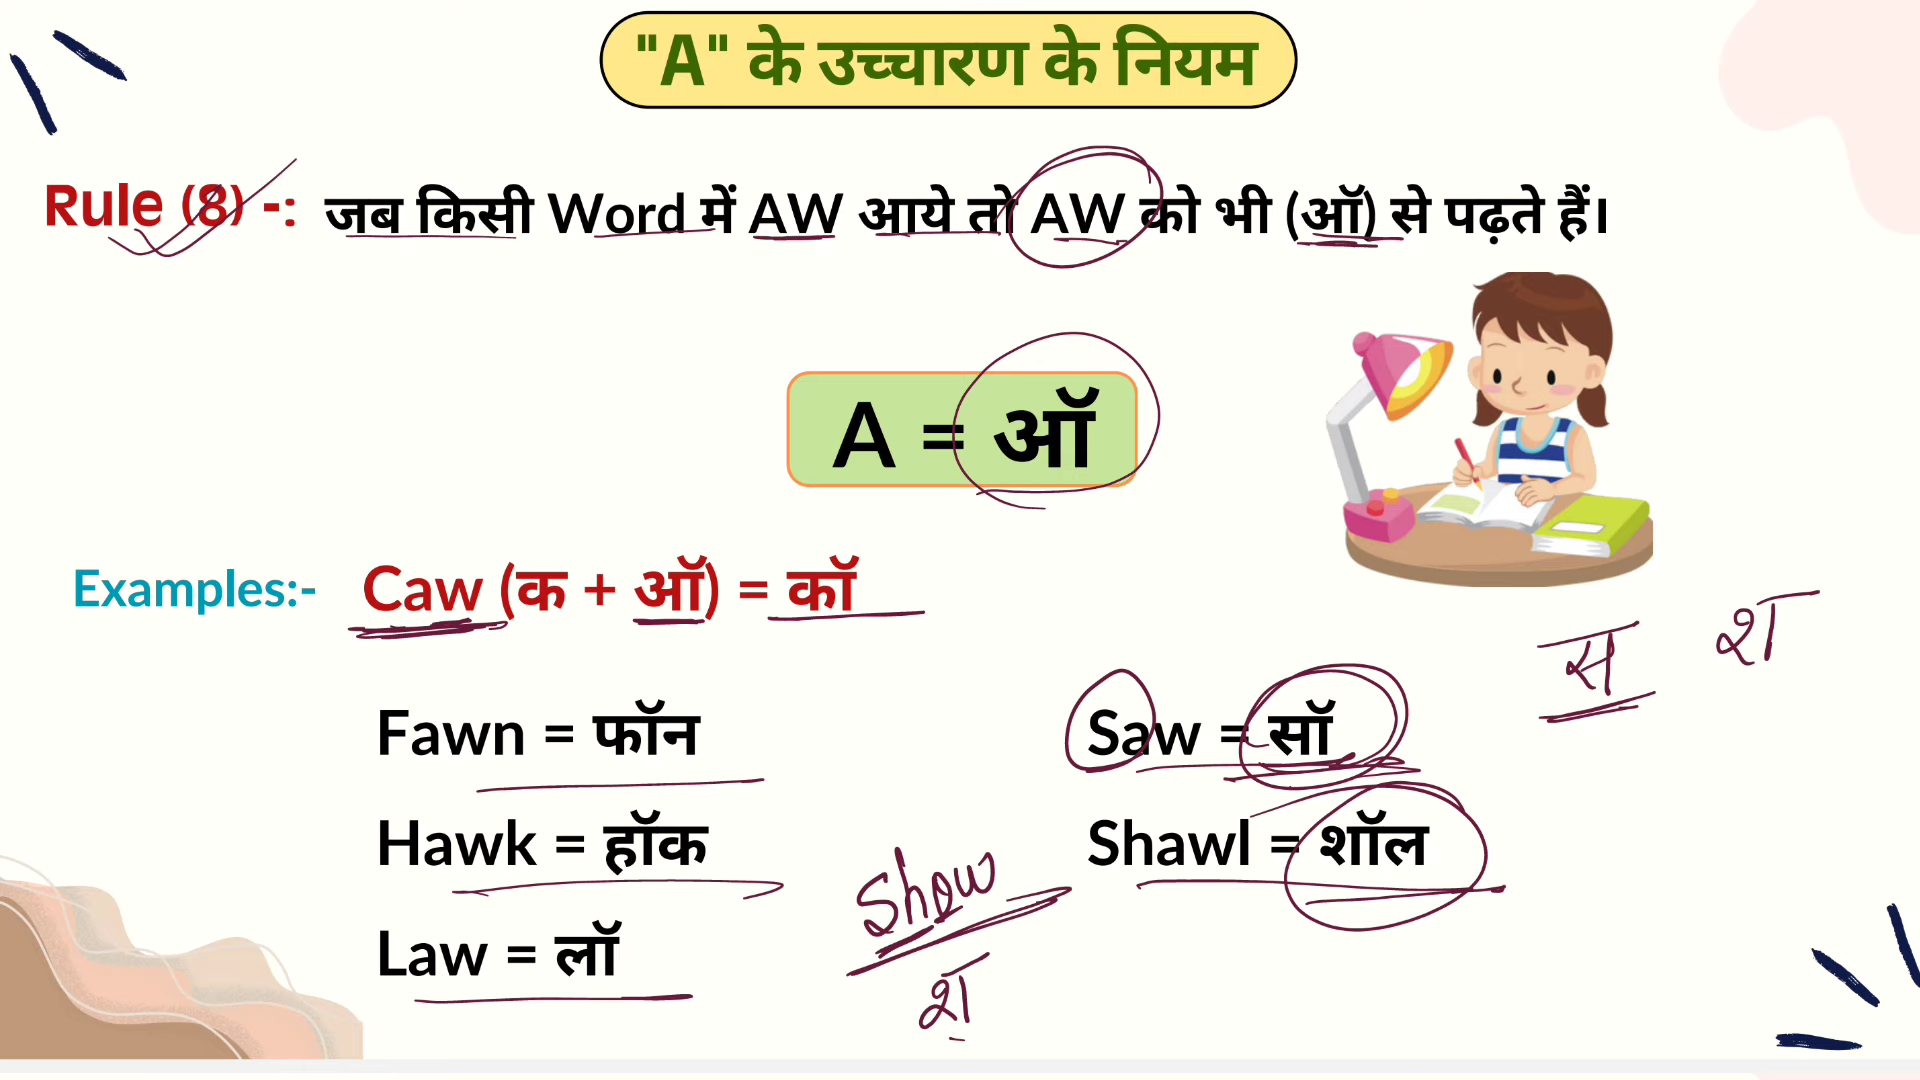 "A" के उच्चारण के नियम
Rule (8) -: जब किसी Word में AW आये तो AW को भी (ऑ) से पढ़ते हैं।
A = ऑ
Examples:- Caw (क + ऑ) = कॉ
स श
Fawn = फॉन Saw = सॉ
Hawk = हॉक Shawl = शॉल
Show
Law = लॉ
श